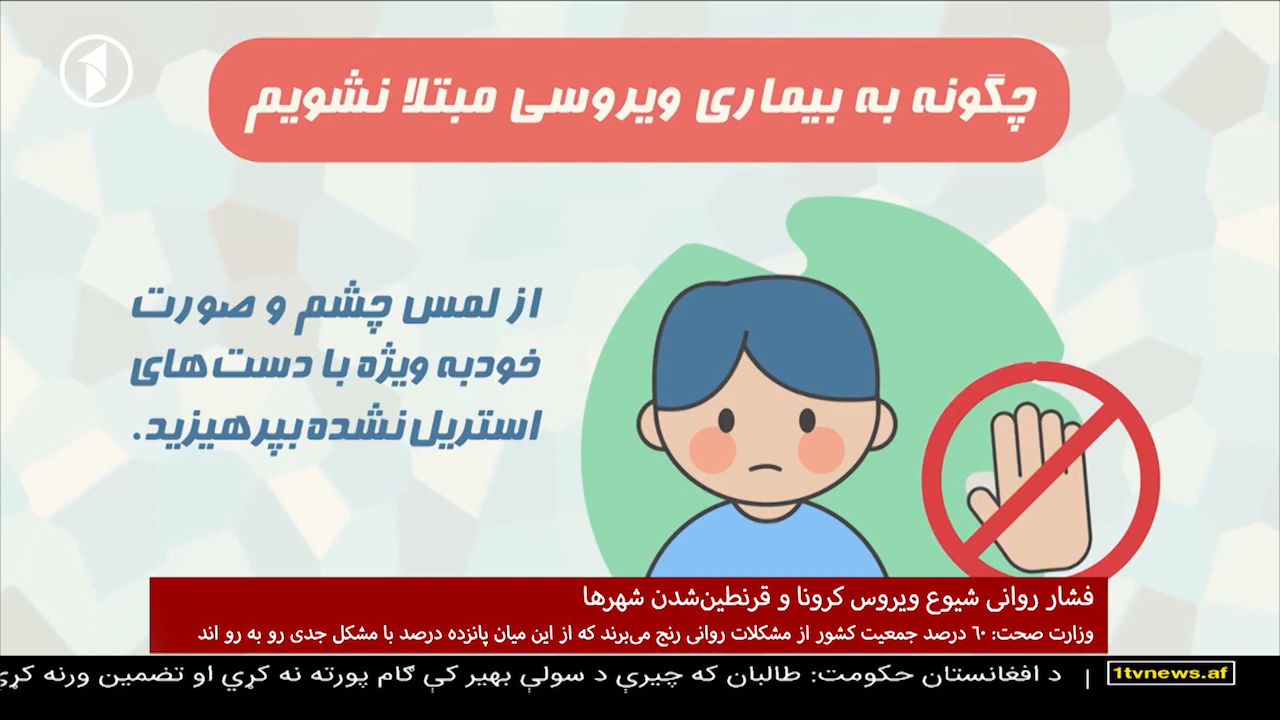 چگونه به بیماری ویروسی مبتلا نشویم
از لمس چشم و صورت
خودبه ویژه با دست‌های
استریل نشده بپرهیزید.
فشار روانی شیوع ویروس کرونا و قرنطین‌شدن شهرها
وزارت صحت: ٦٠ درصد جمعیت کشور از مشکلات روانی رنج می‌برند که از این میان پانزده درصد با مشکل جدی رو به رو اند
1tvnews.af | د افغانستان حکومت: طالبان که چیرې د سولې بهیر کې ګام پورته نه کړي او تضمین ورنه کړي